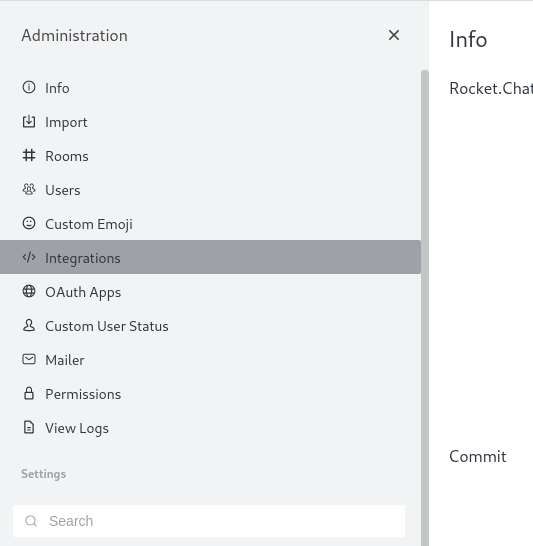 Administration
Info
Import
Rooms
Users
Custom Emoji
Integrations
OAuth Apps
Custom User Status
Mailer
Permissions
View Logs
Settings
Search
Info
Rocket.Chat
Commit